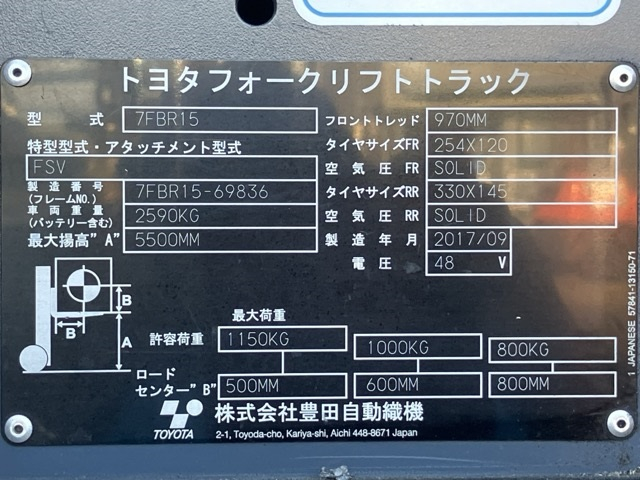 トヨタフォークリフトトラック
型式 7FBR15 フロントトレッド 970MM
タイヤサイズFR 254X120
特型型式・アタッチメント型式
FSV 空気圧FR SOLID
製造番号(フレームNO.) 7FBR15-69836 タイヤサイズRR 330X145
車両重量(バッテリー含む) 2590KG 空気圧RR SOLID
最大揚高"A" 5500MM 製造年月 2017/09
電圧 48 V
B
B
A
最大荷重
許容荷重 1150KG 1000KG 800KG
ロードセンター"B" 500MM 600MM 800MM
TOYOTA 株式会社豊田自動織機
2-1, Toyoda-cho, Kariya-shi, Aichi 448-8671 Japan
1 JAPANESE 57841-13150-71